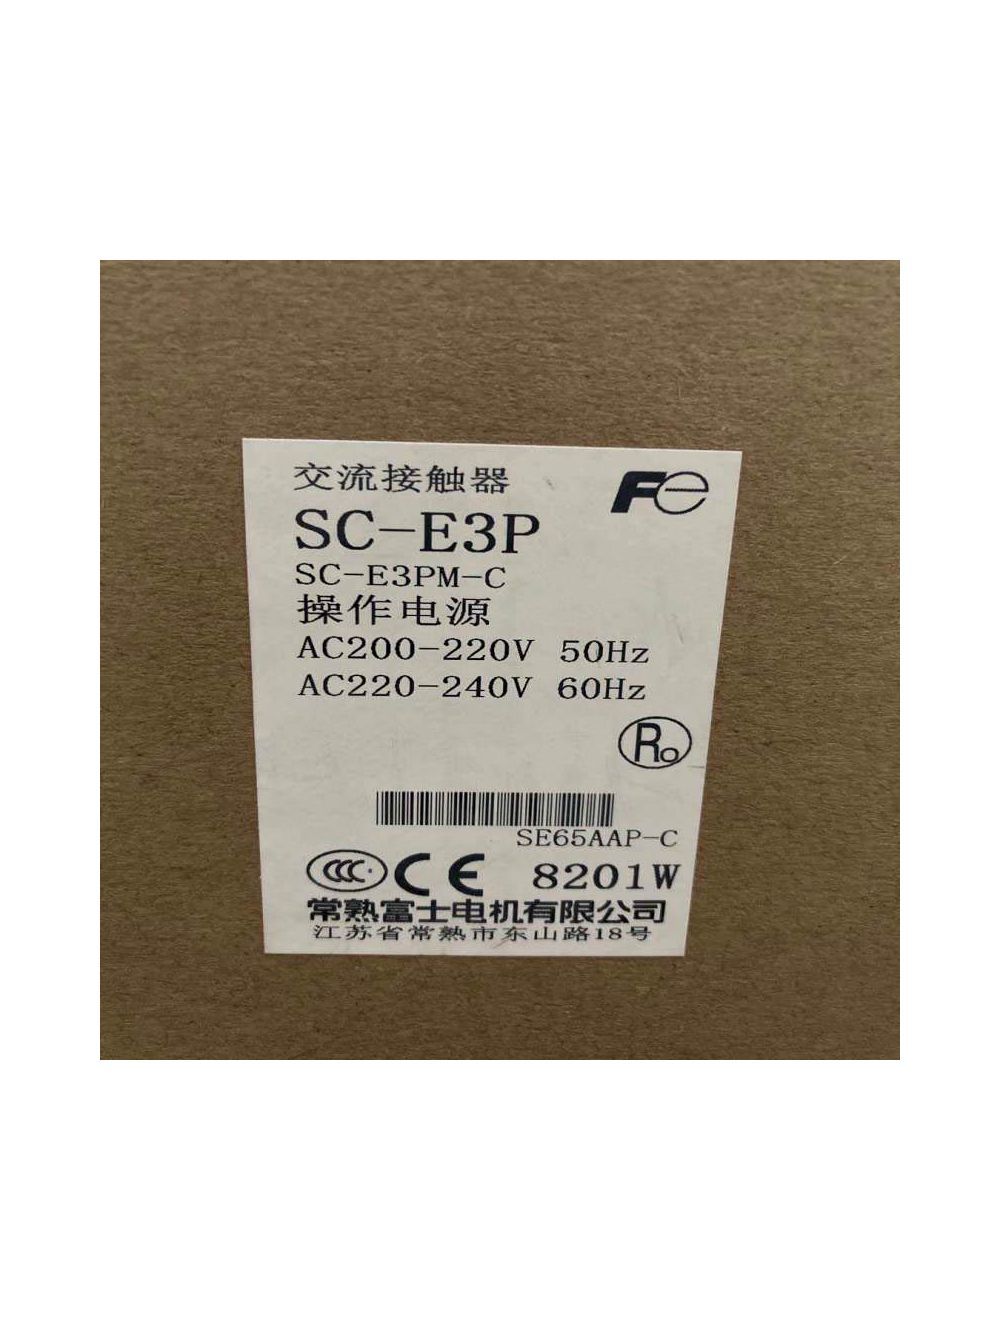 交流接触器
Fe
SC-E3P
SC-E3PM-C
操作电源
AC200-220V 50Hz
AC220-240V 60Hz
Ro
SE65AAP-C
CCC CE 8201W
常熟富士电机有限公司
江苏省常熟市东山路18号